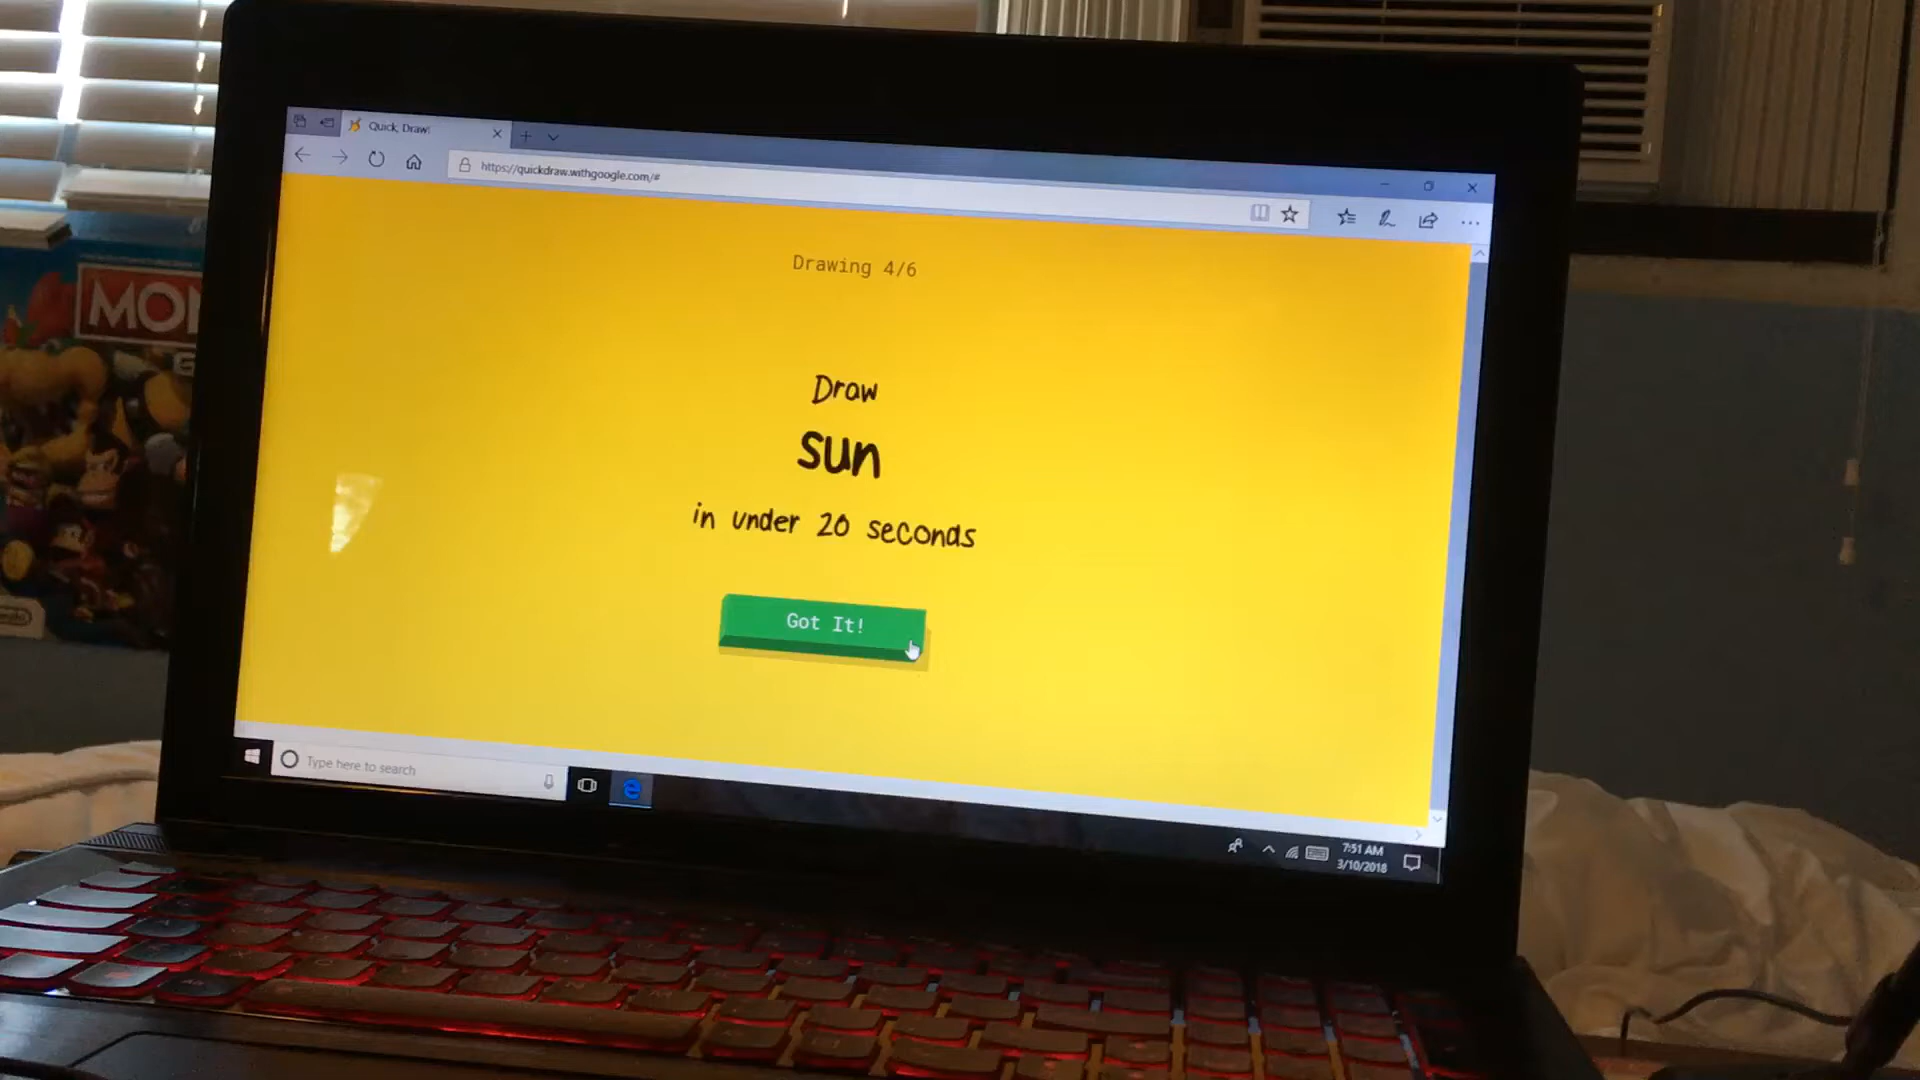 Quick, Draw!
https://quickdraw.withgoogle.com/#
Drawing 4/6
Draw
sun
in under 20 seconds
Got It!
Type here to search
7:51 AM
3/10/2018
MON
G